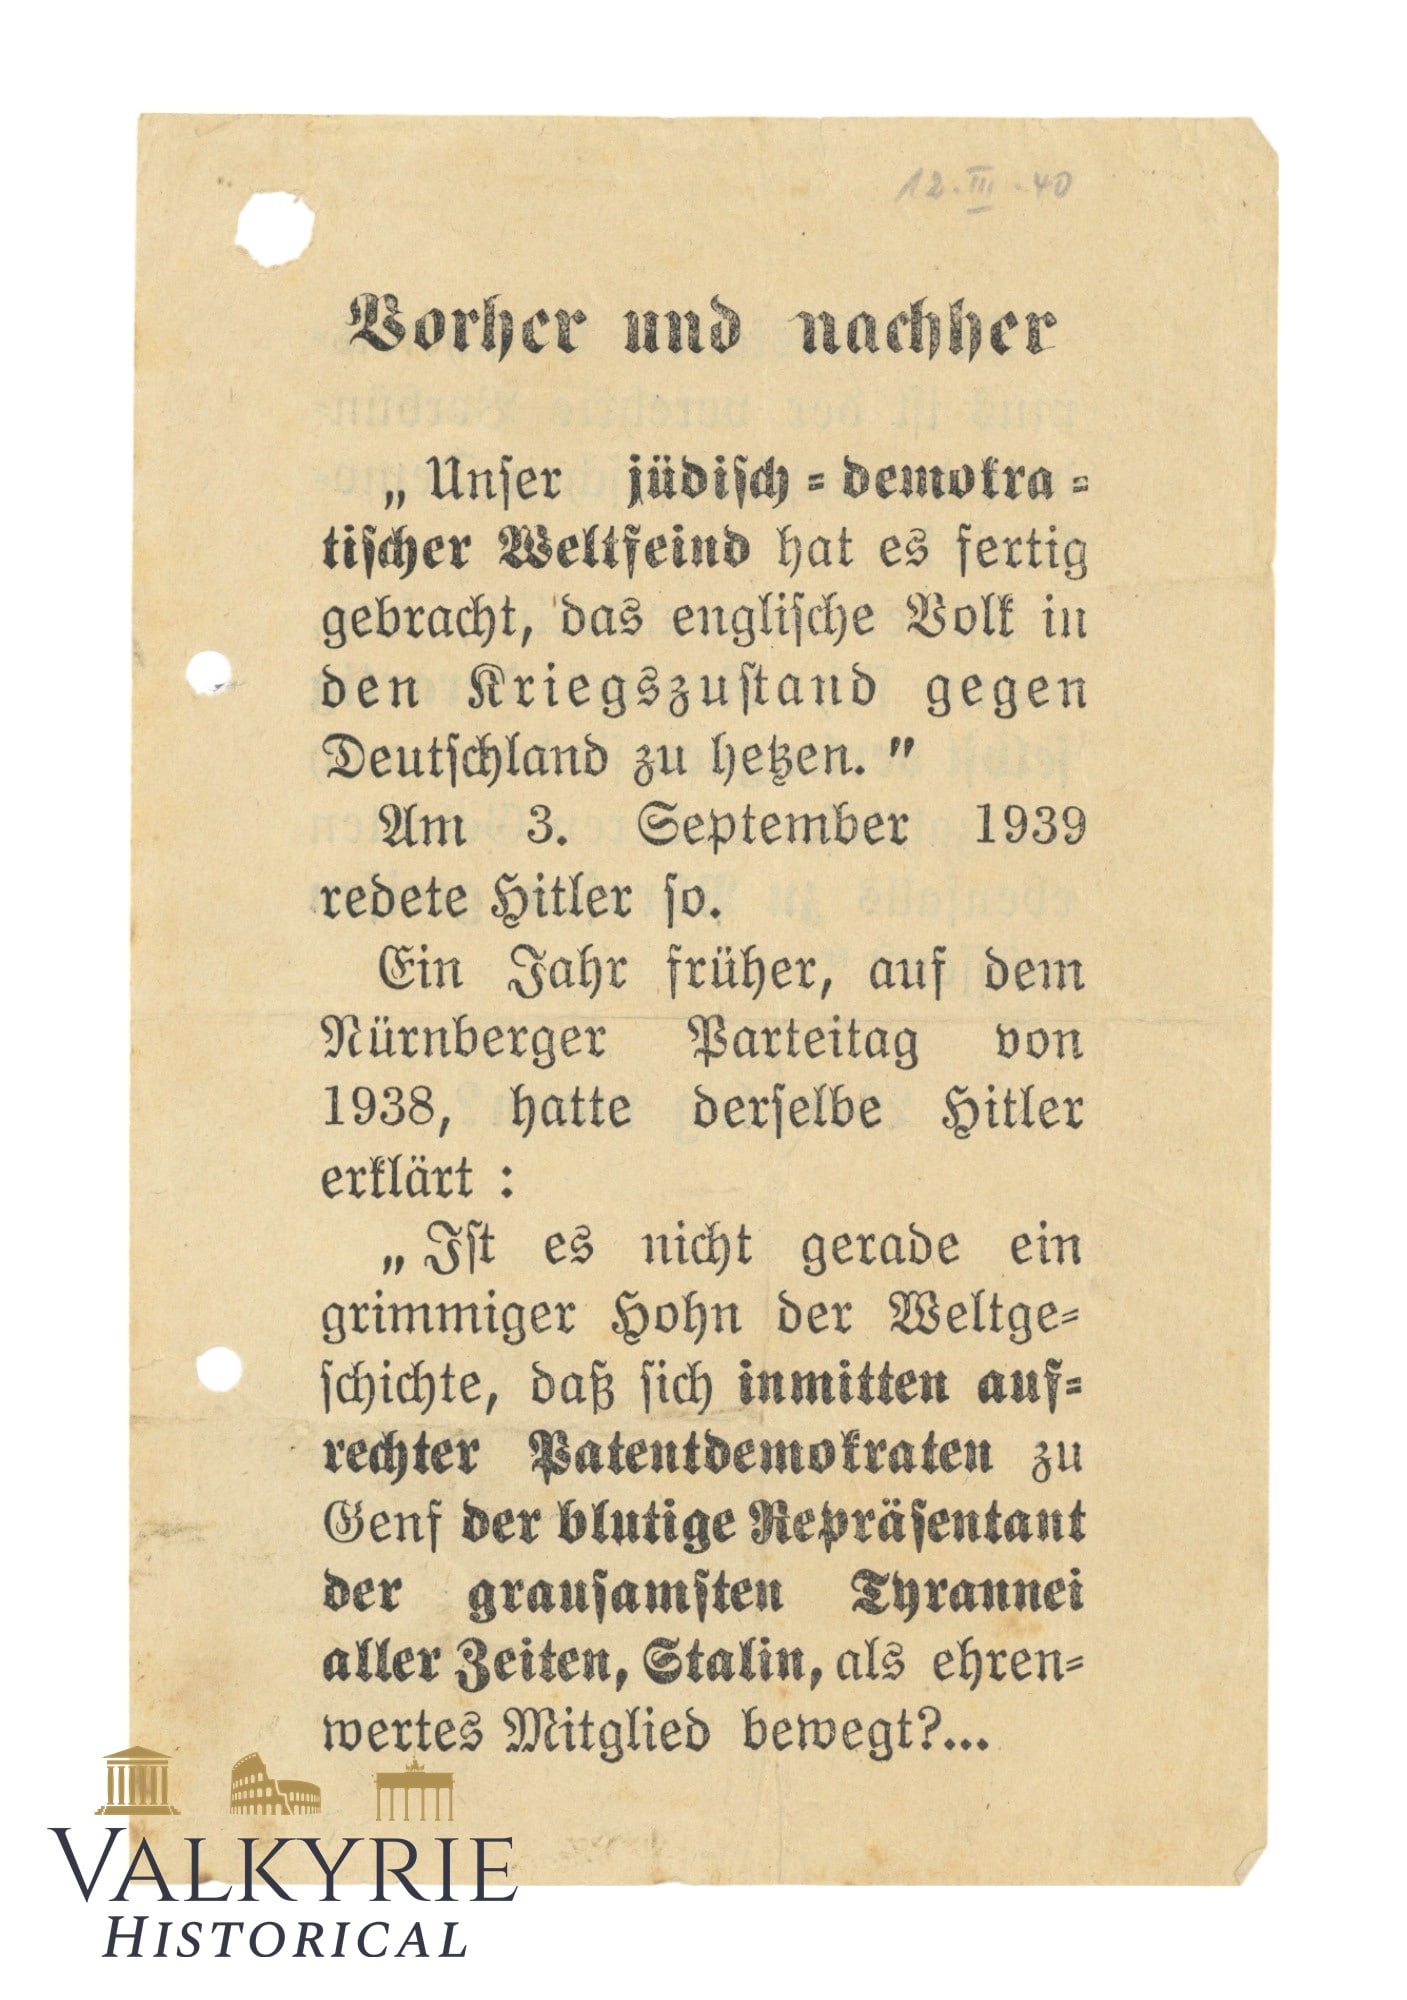 12.III.40
Vorher und nachher
„Unser jüdisch=demokra=
tischer Weltfeind hat es fertig
gebracht, das englische Volk in
den Kriegszustand gegen
Deutschland zu hetzen."
Am 3. September 1939
redete Hitler so.
Ein Jahr früher, auf dem
Nürnberger Parteitag von
1938, hatte derselbe Hitler
erklärt :
„Ist es nicht gerade ein
grimmiger Hohn der Weltge=
schichte, daß sich inmitten auf=
rechter Patentdemokraten zu
Genf der blutige Repräsentant
der grausamsten Tyrannei
aller Zeiten, Stalin, als ehren=
wertes Mitglied bewegt?...
VALKYRIE
HISTORICAL